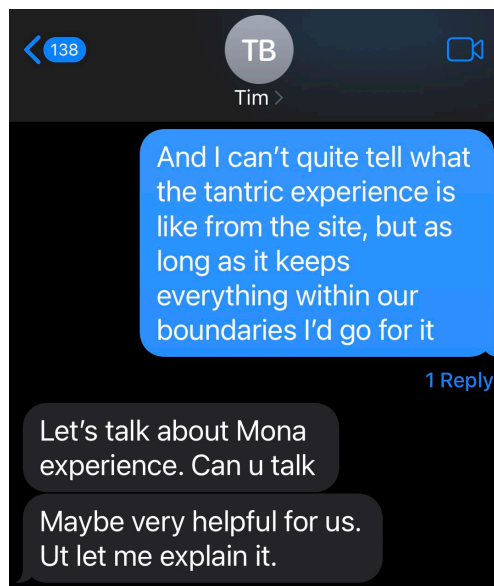 138
TB
Tim
And I can’t quite tell what
the tantric experience is
like from the site, but as
long as it keeps
everything within our
boundaries I’d go for it
1 Reply
Let’s talk about Mona
experience. Can u talk
Maybe very helpful for us.
Ut let me explain it.